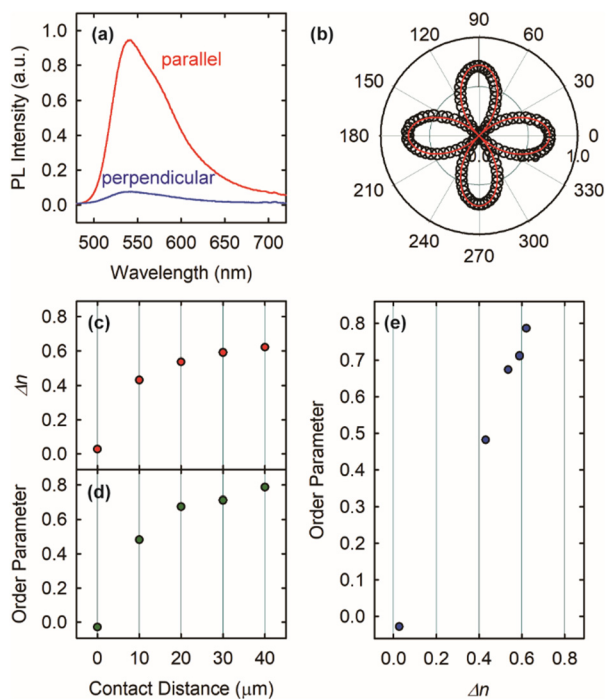 (a)
PL Intensity (a.u.)
1.0
0.8
0.6
0.4
0.2
0.0
parallel
perpendicular
500 550 600 650 700
Wavelength (nm)
(b)
90
120 60
150 30
180 0
0.0 1.0
210 330
240 300
270
(c)
Δn
0.8
0.6
0.4
0.2
0.0
(d)
Order Parameter
0.8
0.6
0.4
0.2
0.0
0 10 20 30 40
Contact Distance (μm)
(e)
Order Parameter
0.8
0.7
0.6
0.5
0.4
0.3
0.2
0.1
0.0
0.0 0.2 0.4 0.6 0.8
Δn